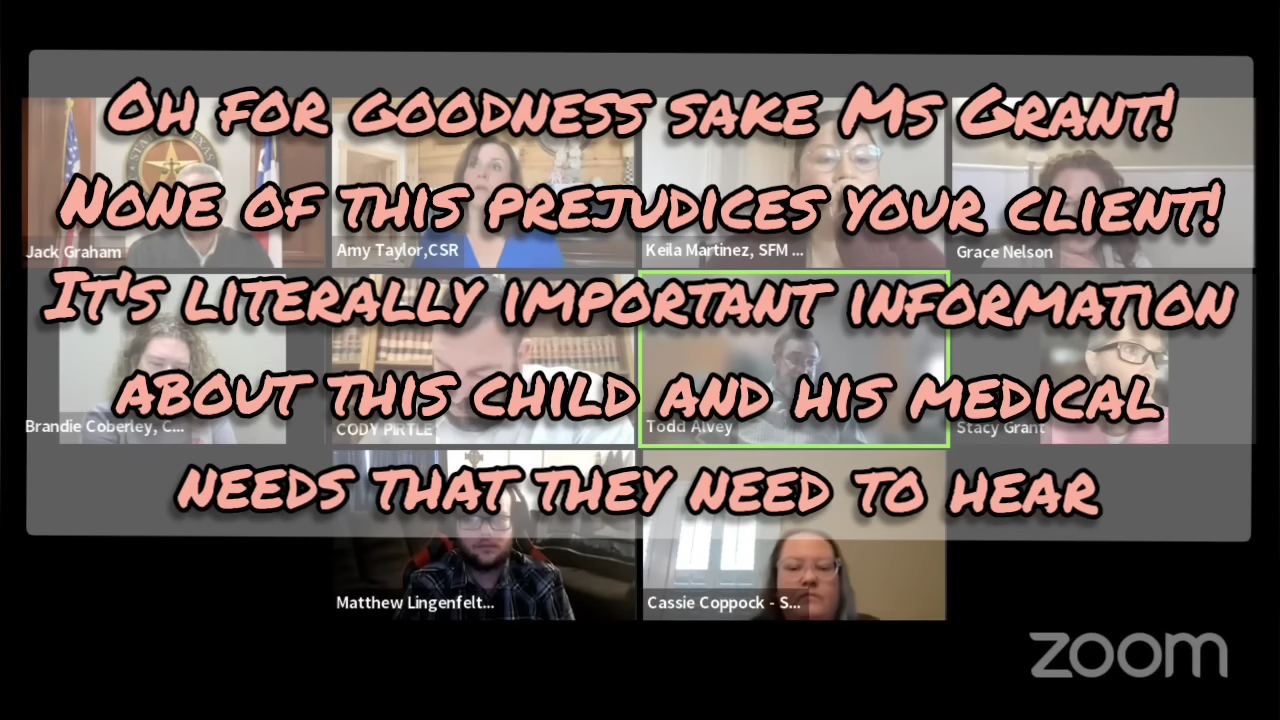 Oh for goodness sake Ms Grant!
None of this prejudices your client!
It's literally important information
about this child and his medical
needs that they need to hear
Jack Graham
Amy Taylor,CSR
Keila Martinez, SFM ...
Grace Nelson
Brandie Coberley, C...
CODY PIRTLE
Todd Alvey
Stacy Grant
Matthew Lingenfelt...
Cassie Coppock - S...
zoom